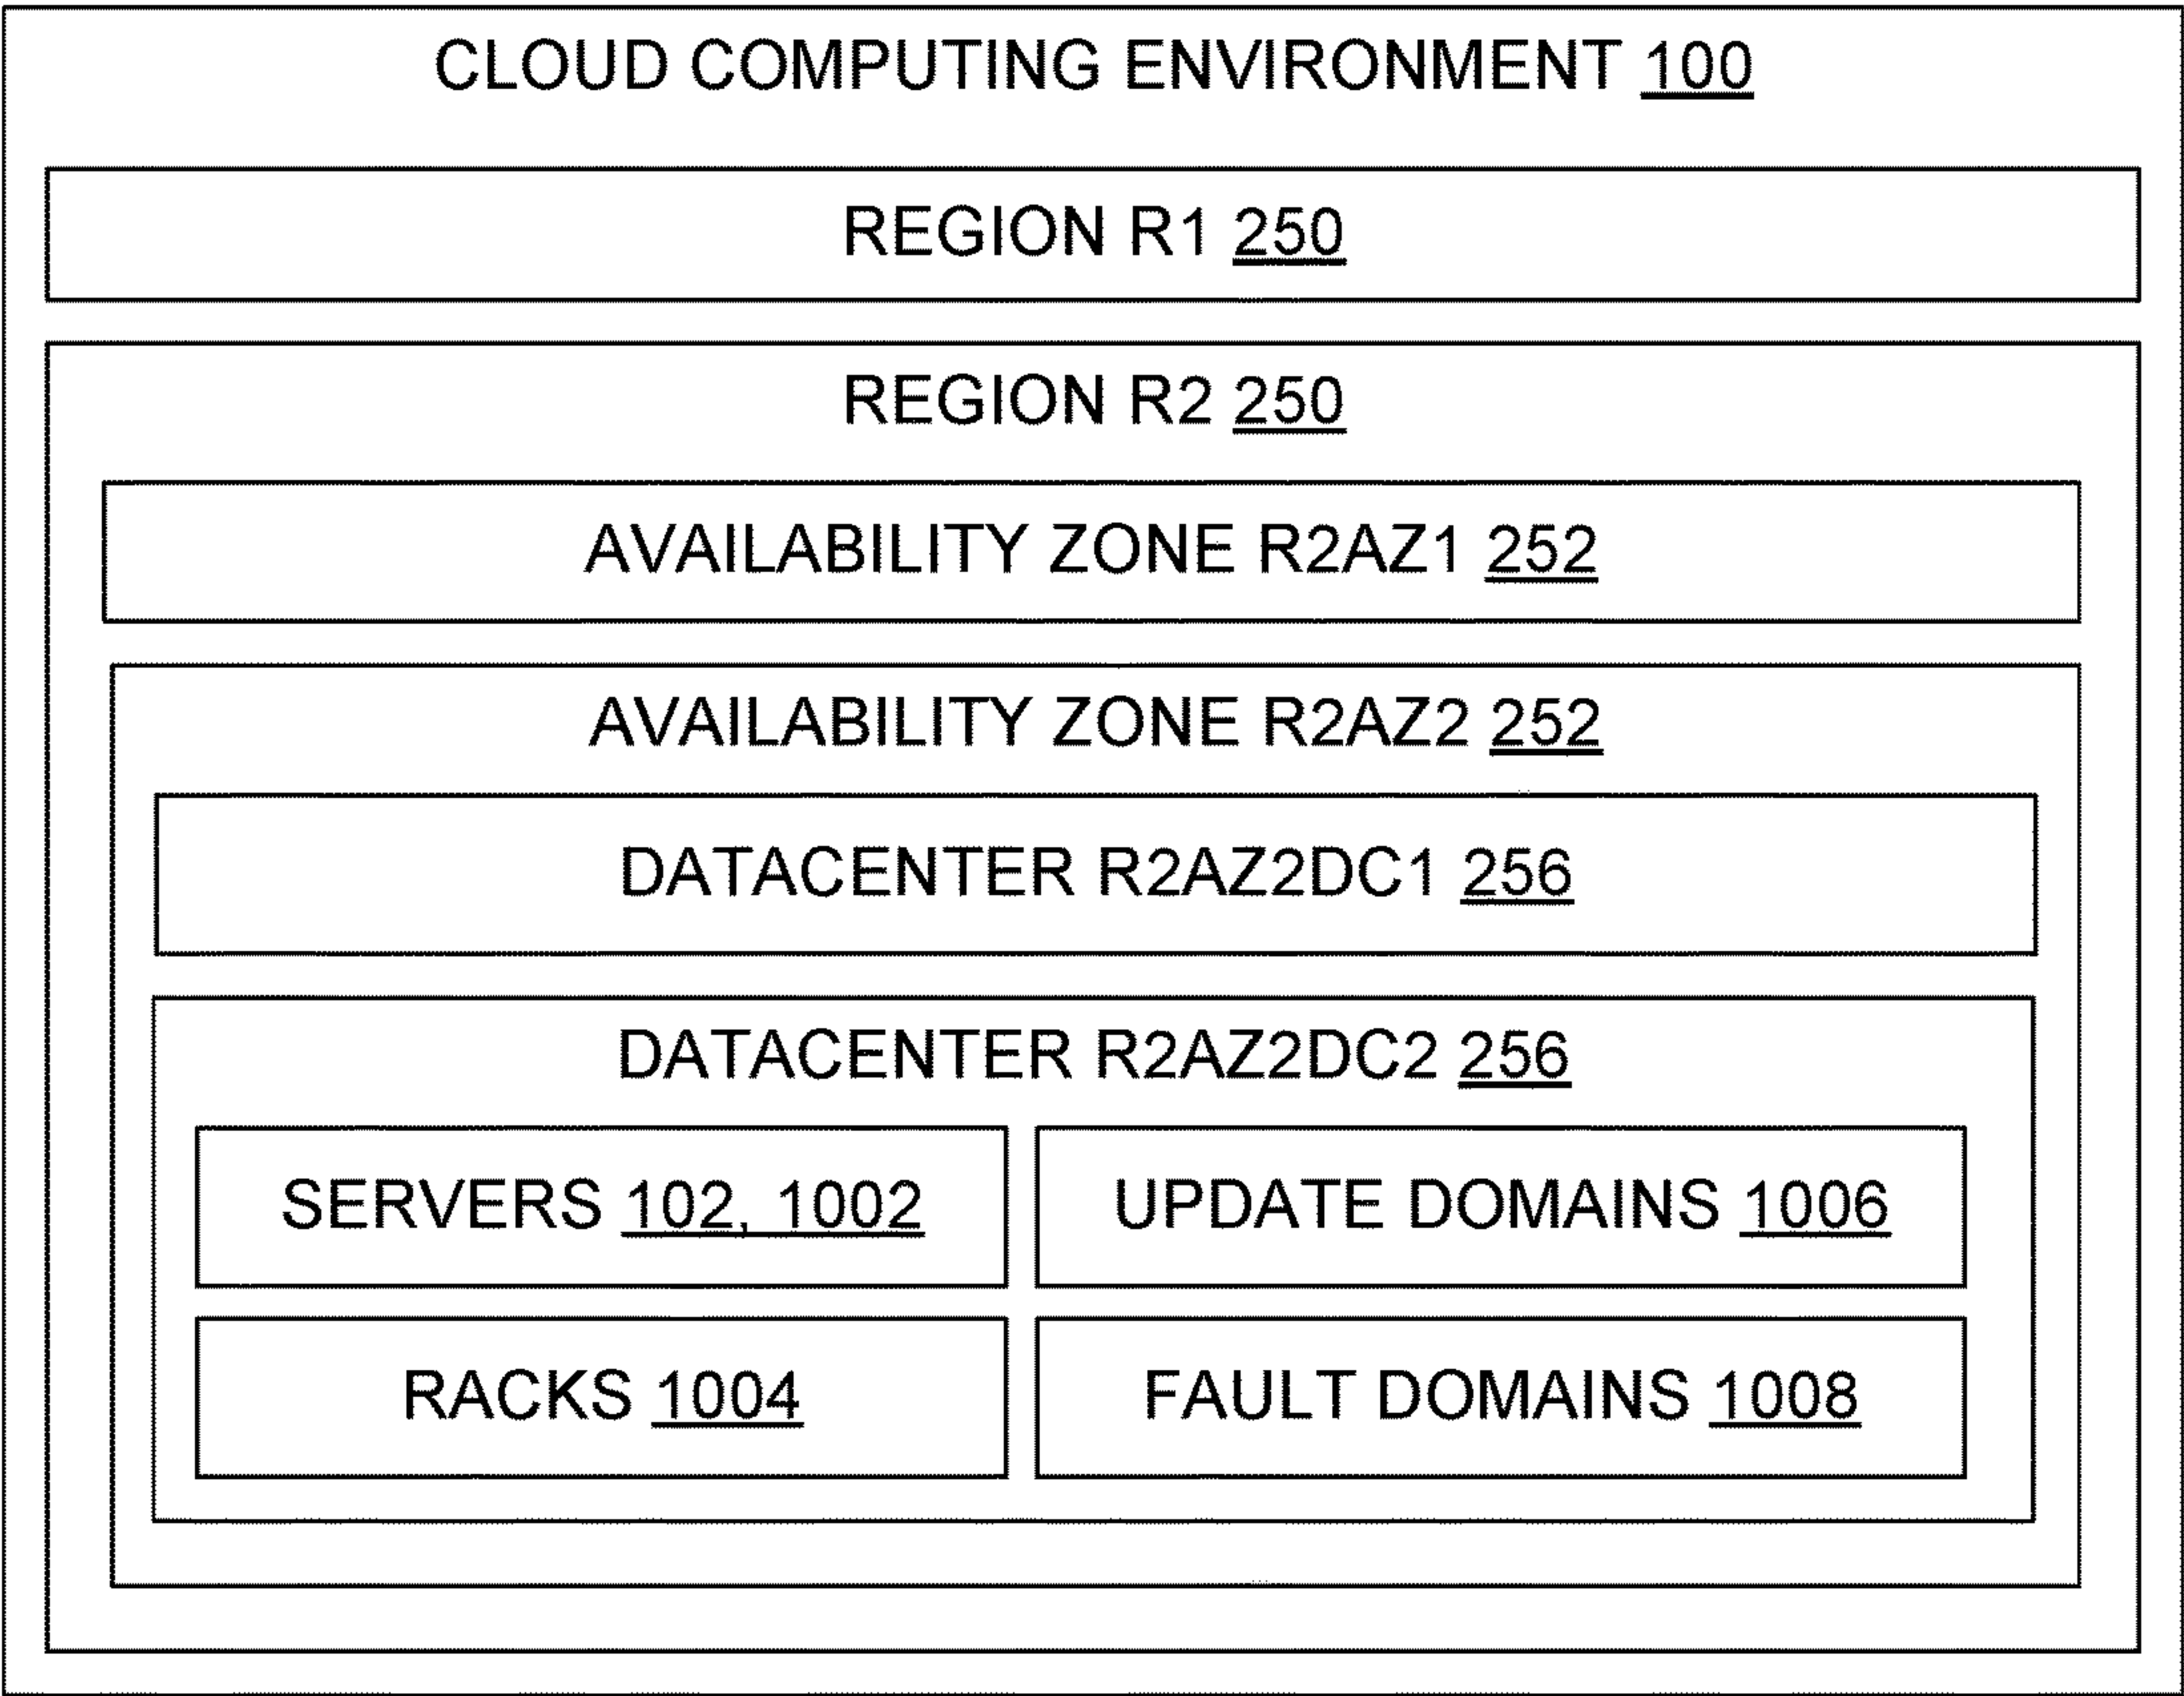 CLOUD COMPUTING ENVIRONMENT 100
REGION R1 250
REGION R2 250
AVAILABILITY ZONE R2AZ1 252
AVAILABILITY ZONE R2AZ2 252
DATACENTER R2AZ2DC1 256
DATACENTER R2AZ2DC2 256
SERVERS 102, 1002
UPDATE DOMAINS 1006
RACKS 1004
FAULT DOMAINS 1008